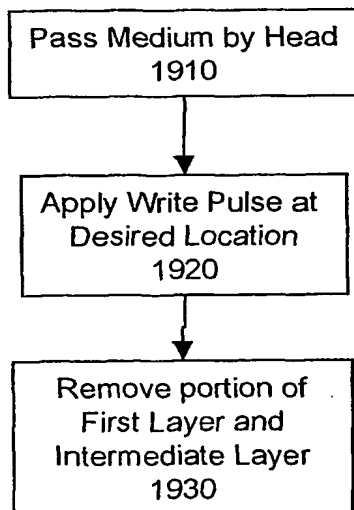 Pass Medium by Head
1910
Apply Write Pulse at
Desired Location
1920
Remove portion of
First Layer and
Intermediate Layer
1930